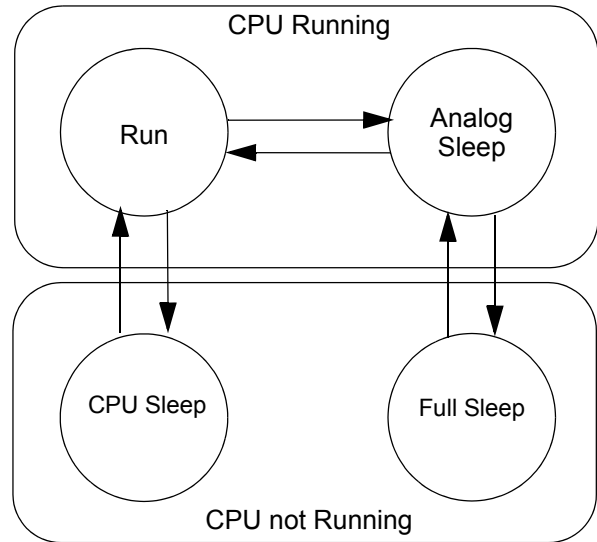 CPU Running
Run
Analog
Sleep
CPU Sleep
Full Sleep
CPU not Running